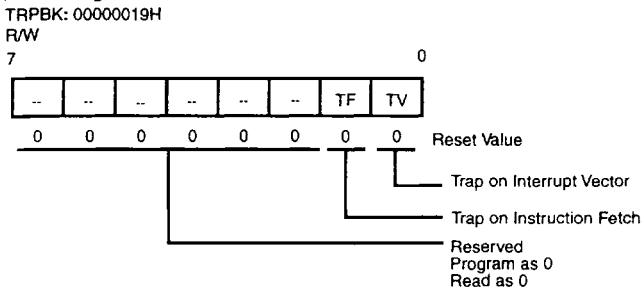 TRPBK: 00000019H
R/W
7 0
-- -- -- -- -- -- TF TV
0 0 0 0 0 0 0 0 Reset Value
Trap on Interrupt Vector
Trap on Instruction Fetch
Reserved
Program as 0
Read as 0